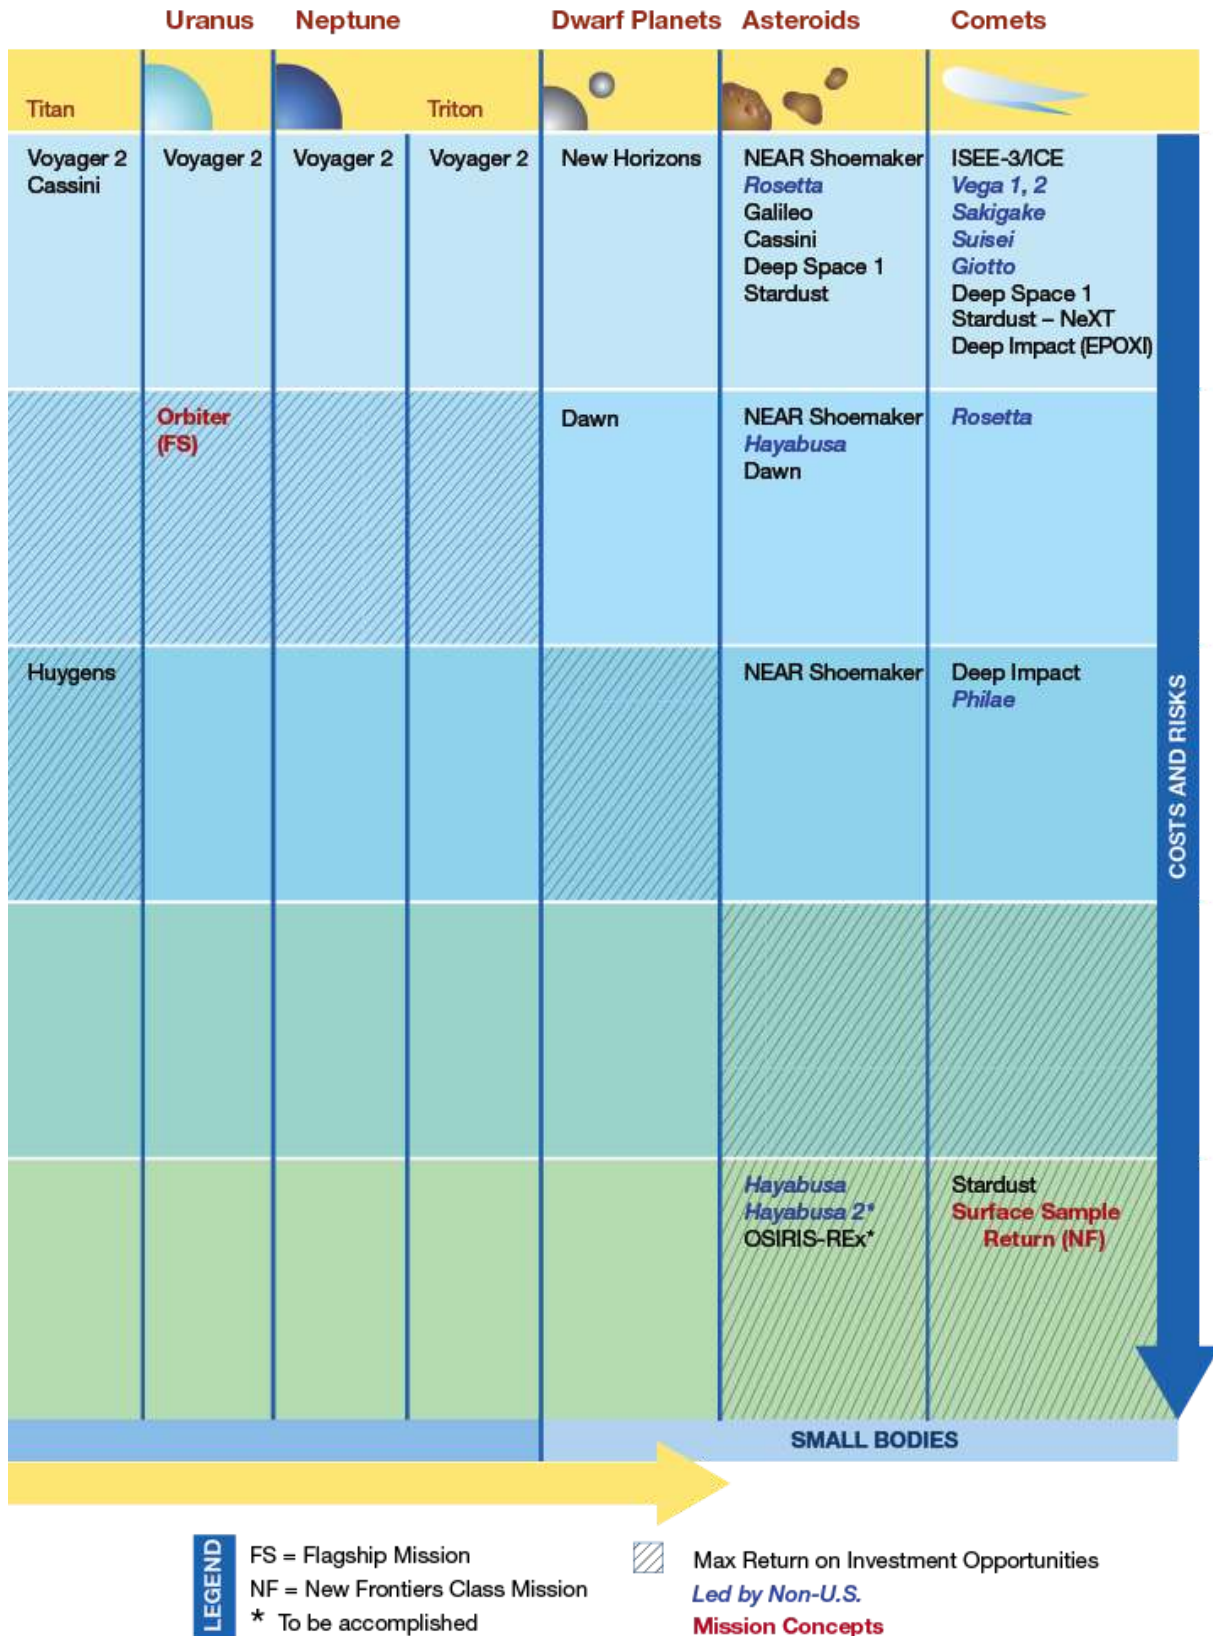 Uranus Neptune Dwarf Planets Asteroids Comets
Titan Triton
Voyager 2 Voyager 2 Voyager 2 Voyager 2 New Horizons NEAR Shoemaker ISEE-3/ICE
Cassini Rosetta Vega 1, 2
Galileo Sakigake
Cassini Suisei
Deep Space 1 Giotto
Stardust Deep Space 1
Stardust – NeXT
Deep Impact (EPOXI)
Orbiter Dawn NEAR Shoemaker Rosetta
(FS) Hayabusa
Dawn
Huygens NEAR Shoemaker Deep Impact
Philae
COSTS AND RISKS
Hayabusa Stardust
Hayabusa 2* Surface Sample
OSIRIS-REx* Return (NF)
SMALL BODIES
LEGEND
FS = Flagship Mission Max Return on Investment Opportunities
NF = New Frontiers Class Mission Led by Non-U.S.
* To be accomplished Mission Concepts